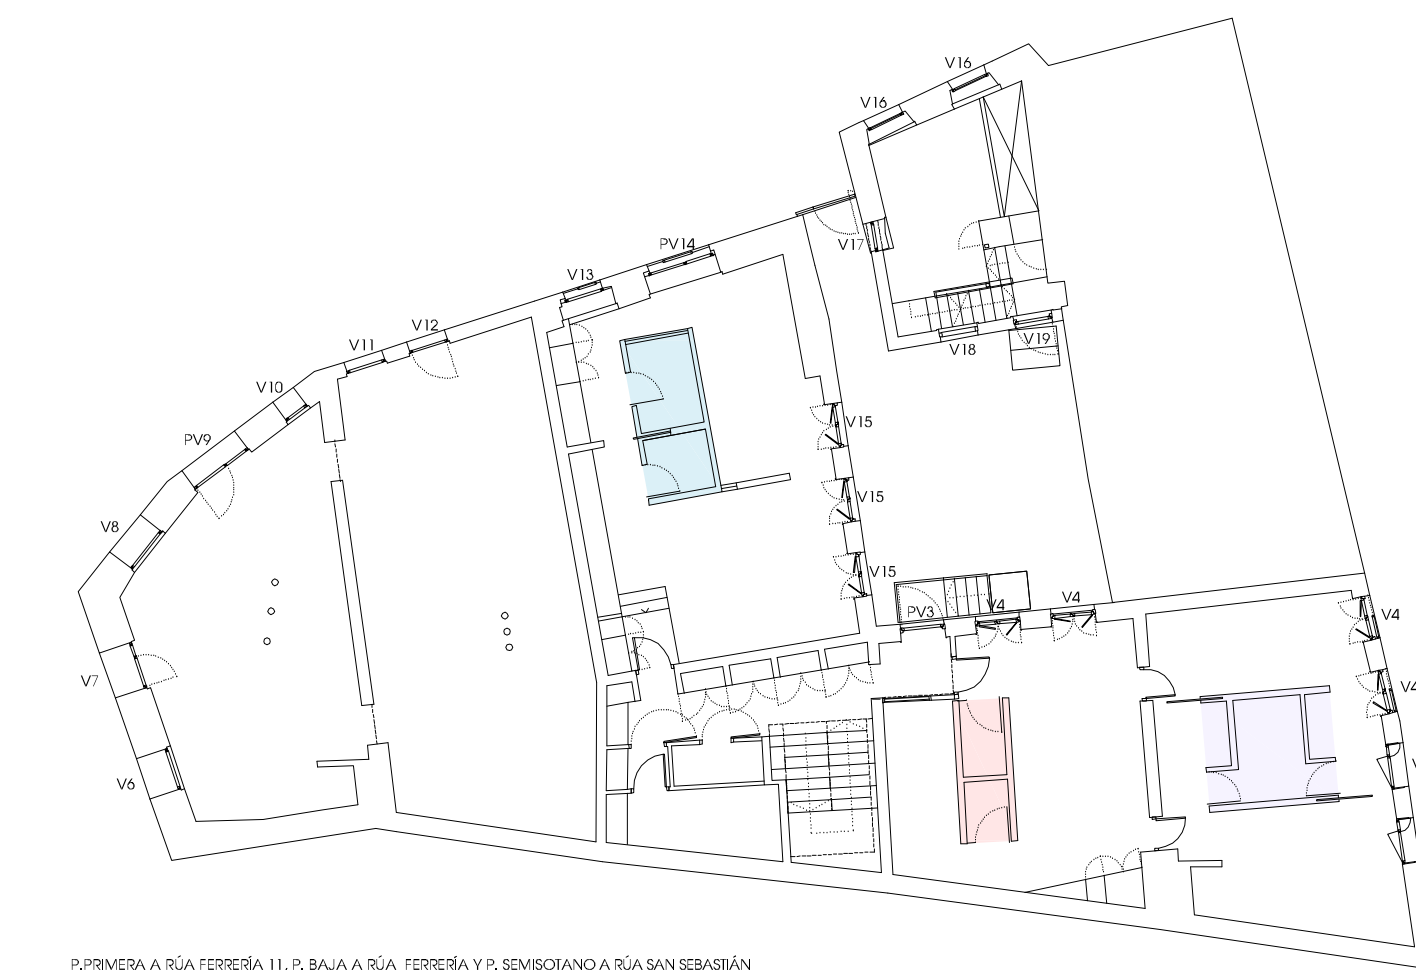 V16
V16
V17
PV14
V13
V12
V11
V18
V19
V10
V15
PV9
V15
V8
V15
V4
PV3
V4
V4
V7
V4
V6
P.PRIMERA A RÚA FERRERÍA 11, P. BAJA A RÚA FERRERÍA Y P. SEMISOTANO A RÚA SAN SEBASTIÁN